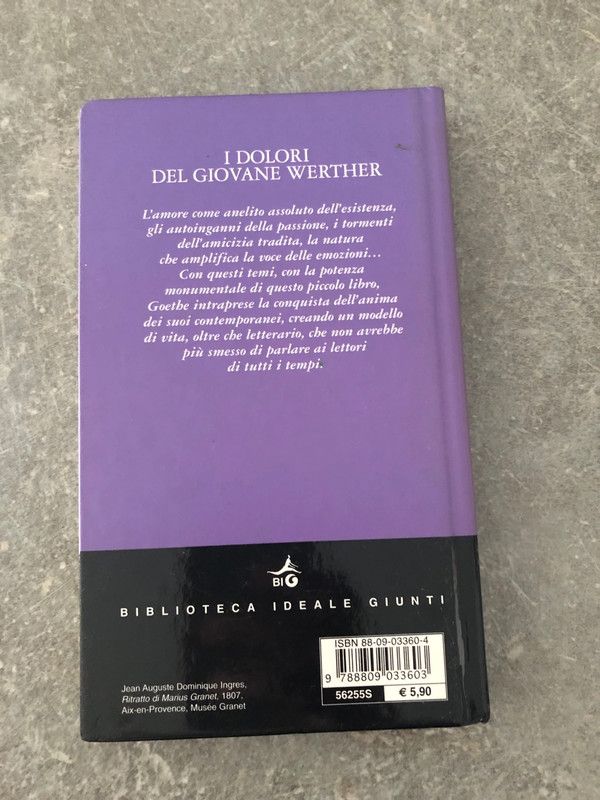 I DOLORI
DEL GIOVANE WERTHER
L'amore come anelito assoluto dell'esistenza,
gli autoinganni della passione, i tormenti
dell'amicizia tradita, la natura
che amplifica la voce delle emozioni...
Con questi temi, con la potenza
monumentale di questo piccolo libro,
Goethe intraprese la conquista dell'anima
dei suoi contemporanei, creando un modello
di vita, oltre che letterario, che non avrebbe
più smesso di parlare ai lettori
di tutti i tempi.
BIG
BIBLIOTECA IDEALE GIUNTI
ISBN 88-09-03360-4
9 788809 033603
56255S
€ 5,90
Jean Auguste Dominique Ingres,
Ritratto di Marius Granet, 1807,
Aix-en-Provence, Musée Granet